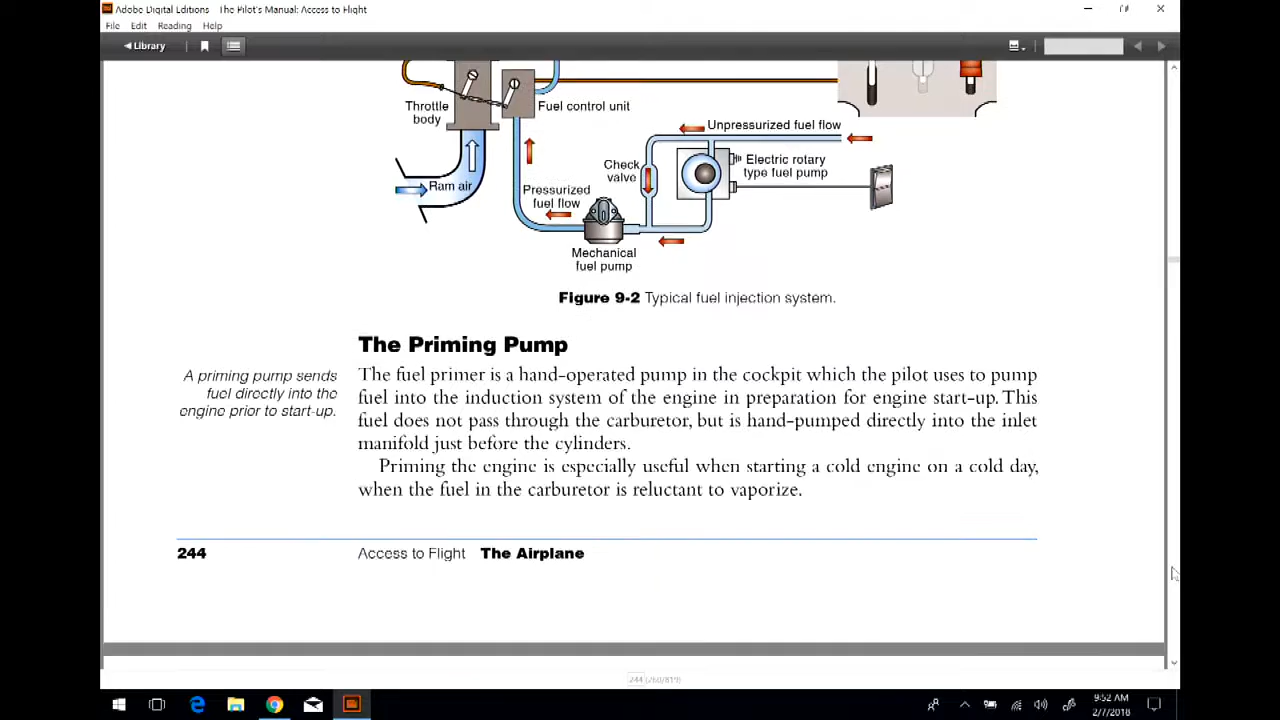 Adobe Digital Editions - The Pilot's Manual: Access to Flight
File Edit Reading Help
Library
Throttle
body
Fuel control unit
Unpressurized fuel flow
Check
valve
Electric rotary
type fuel pump
Ram air
Pressurized
fuel flow
Mechanical
fuel pump
Figure 9-2 Typical fuel injection system.
The Priming Pump
A priming pump sends
fuel directly into the
engine prior to start-up.
The fuel primer is a hand-operated pump in the cockpit which the pilot uses to pump
fuel into the induction system of the engine in preparation for engine start-up. This
fuel does not pass through the carburetor, but is hand-pumped directly into the inlet
manifold just before the cylinders.
Priming the engine is especially useful when starting a cold engine on a cold day,
when the fuel in the carburetor is reluctant to vaporize.
244 Access to Flight The Airplane
244 (260/819)
9:52 AM
2/7/2018